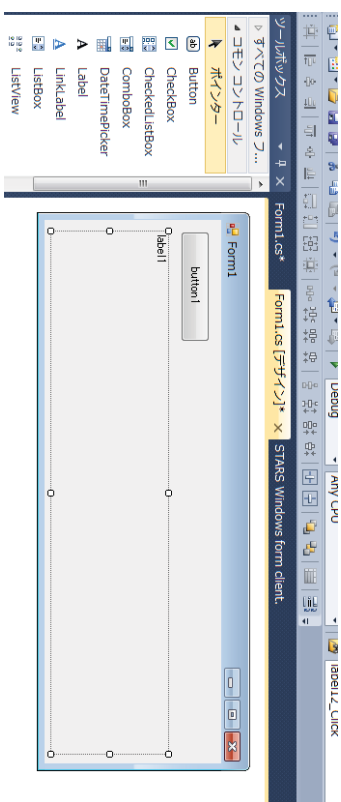 Debug
Any CPU
label12_Click
ツールボックス
Form1.cs*
Form1.cs [デザイン]*
STARS Windows form client.
すべての Windows フ...
コモン コントロール
ポインター
Button
CheckBox
CheckedListBox
ComboBox
DateTimePicker
Label
LinkLabel
ListBox
ListView
Form1
button1
label1